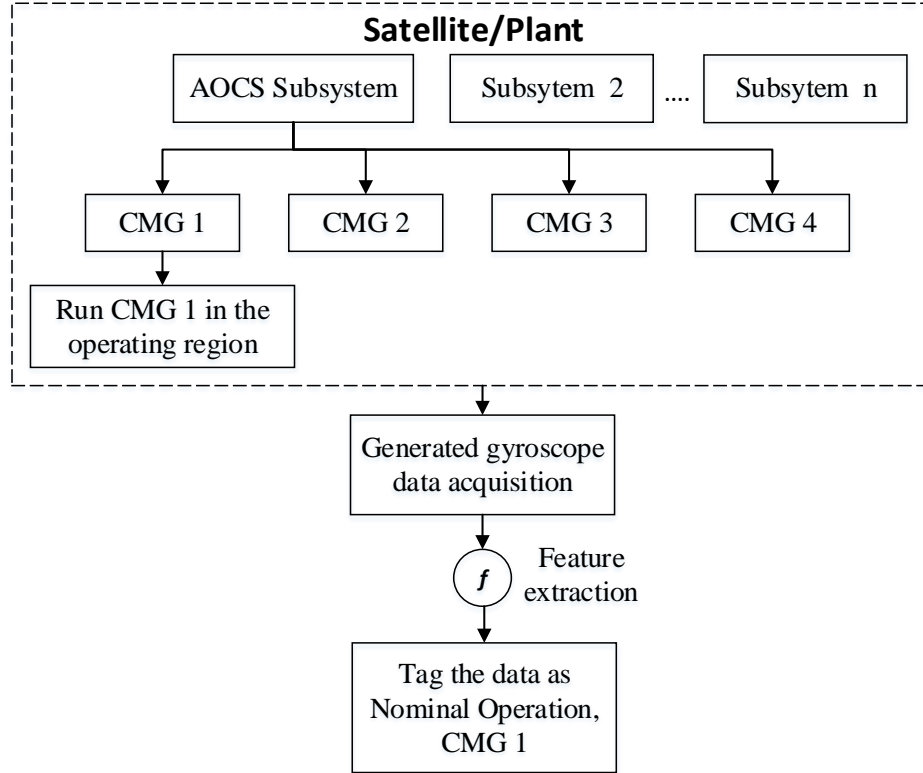 Satellite/Plant
AOCS Subsystem
Subsytem 2
....
Subsytem n
CMG 1
CMG 2
CMG 3
CMG 4
Run CMG 1 in the
operating region
Generated gyroscope
data acquisition
f
Feature
extraction
Tag the data as
Nominal Operation,
CMG 1